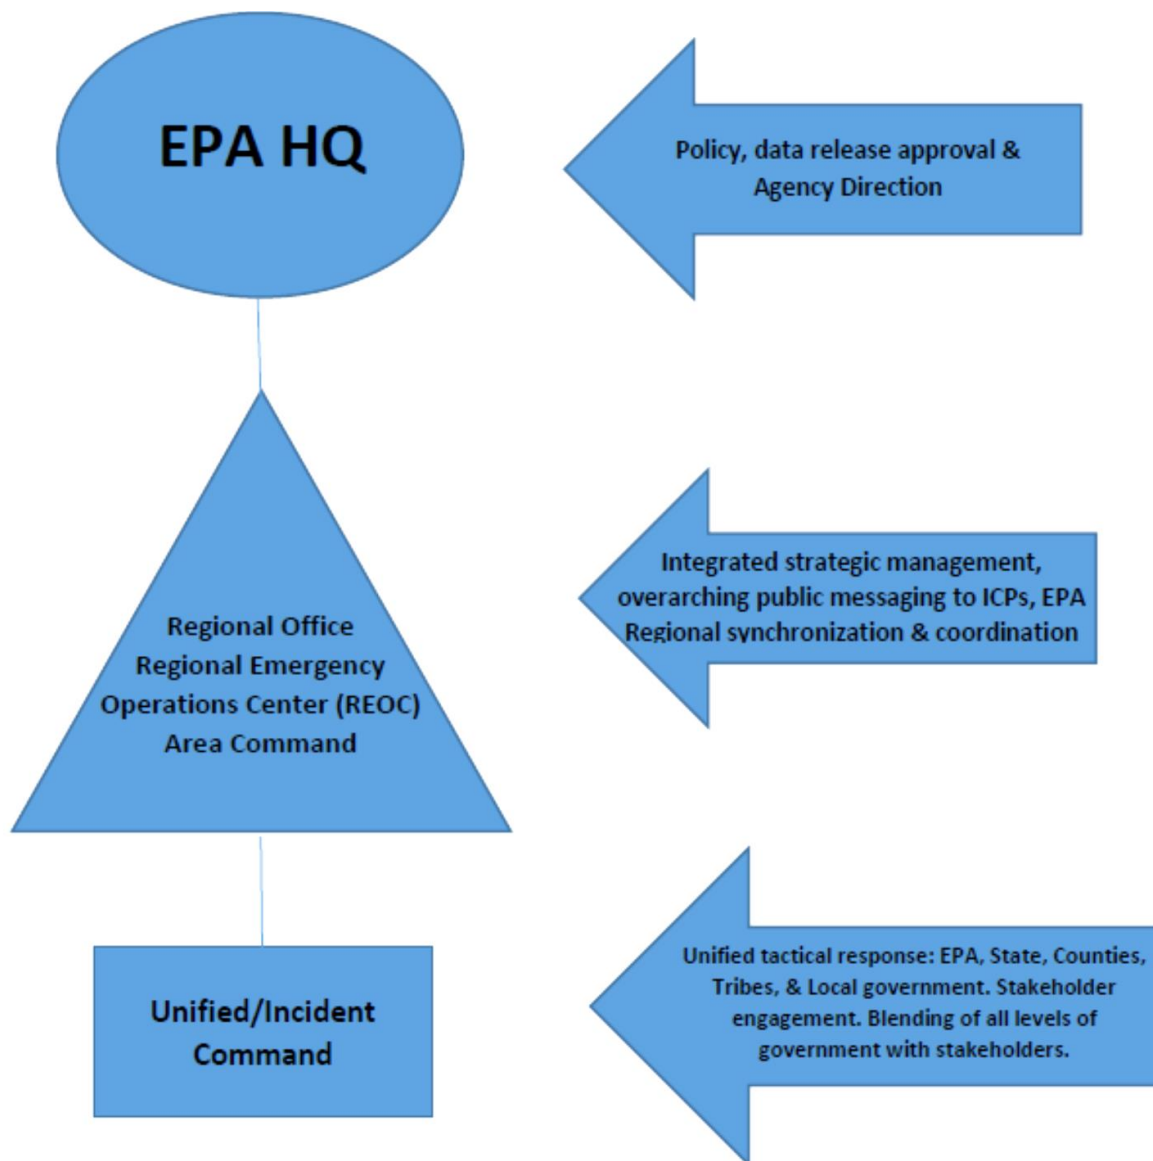 EPA HQ
Policy, data release approval &
Agency Direction
Regional Office
Regional Emergency
Operations Center (REOC)
Area Command
Integrated strategic management,
overarching public messaging to ICPs, EPA
Regional synchronization & coordination
Unified/Incident
Command
Unified tactical response: EPA, State, Counties,
Tribes, & Local government. Stakeholder
engagement. Blending of all levels of
government with stakeholders.